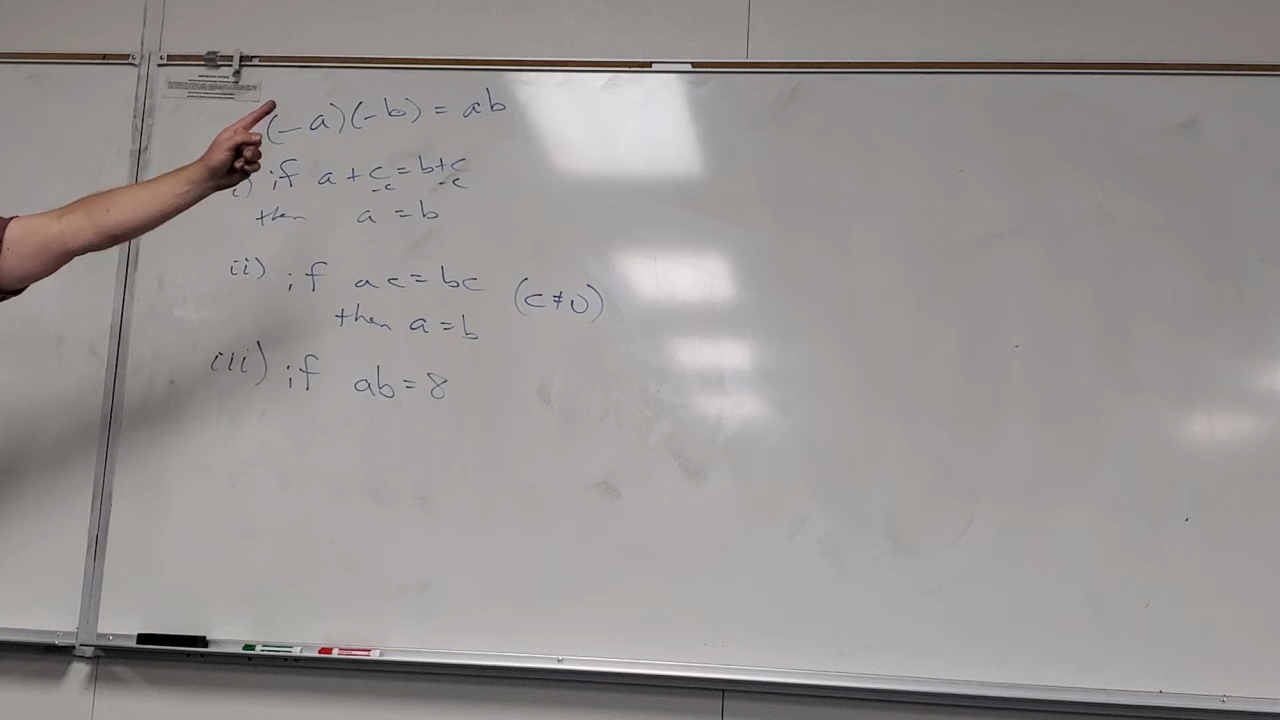 (-a)(-b) = ab
i) if a + c = b + c
-c -c
then a = b
ii) if ac = bc (c ≠ 0)
then a = b
iii) if ab = 8